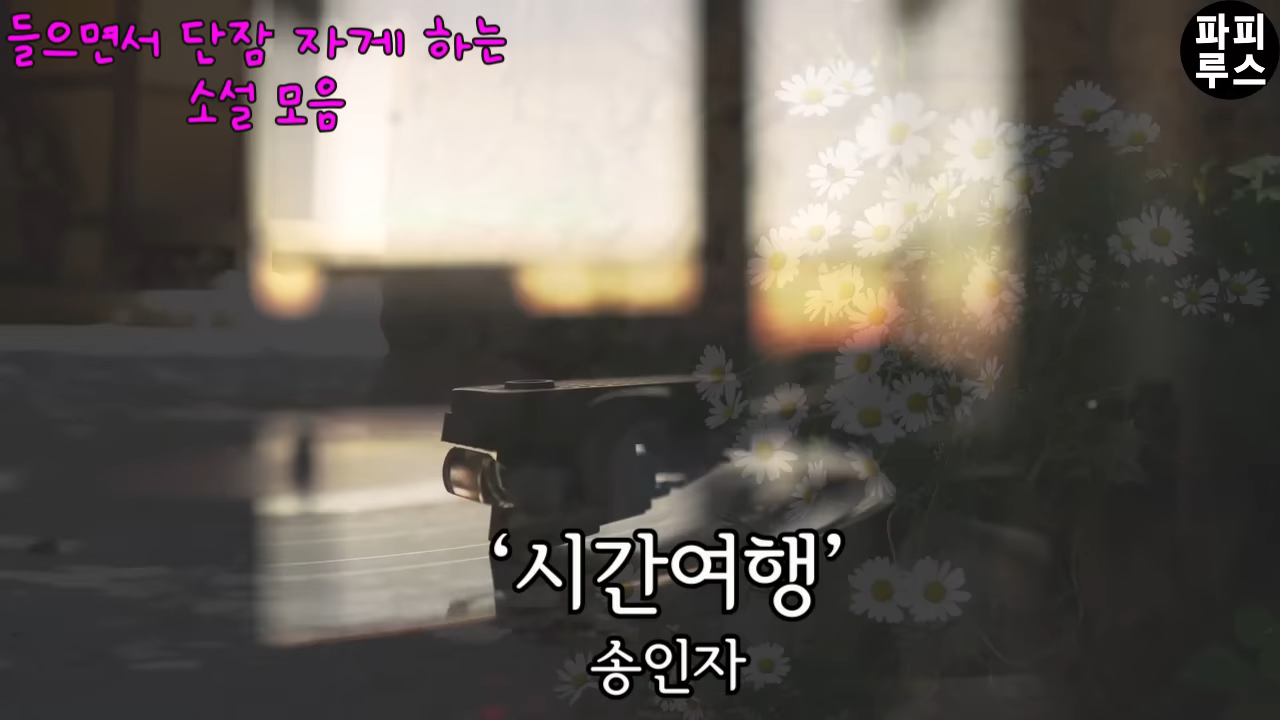 들으면서 단잠 자게 하는
소설 모음
파피
루스
‘시간여행’
송인자